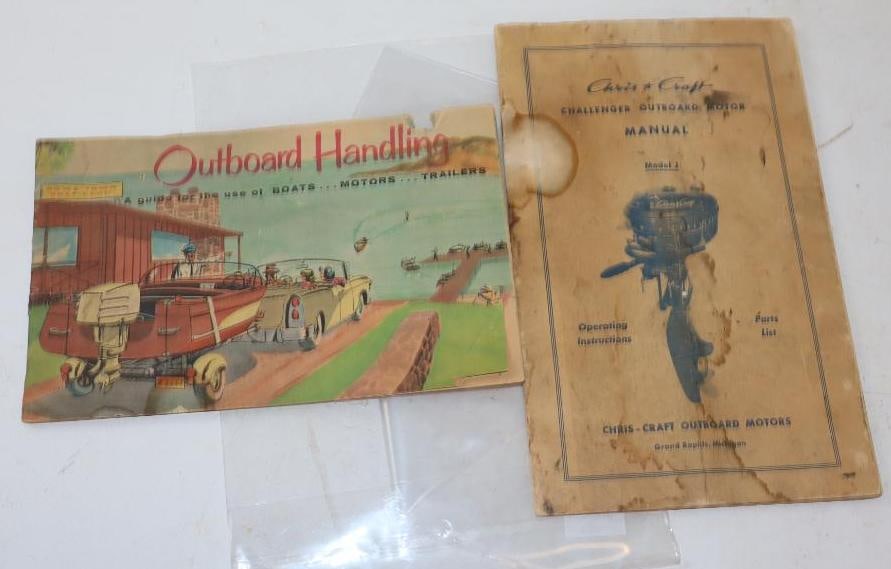 Outboard Handling
A guide for the use of BOATS ... MOTORS ... TRAILERS
Chris Craft
CHALLENGER OUTBOARD MOTOR
MANUAL
Model J
Operating
Instructions
Parts
List
CHRIS-CRAFT OUTBOARD MOTORS
Grand Rapids, Michigan